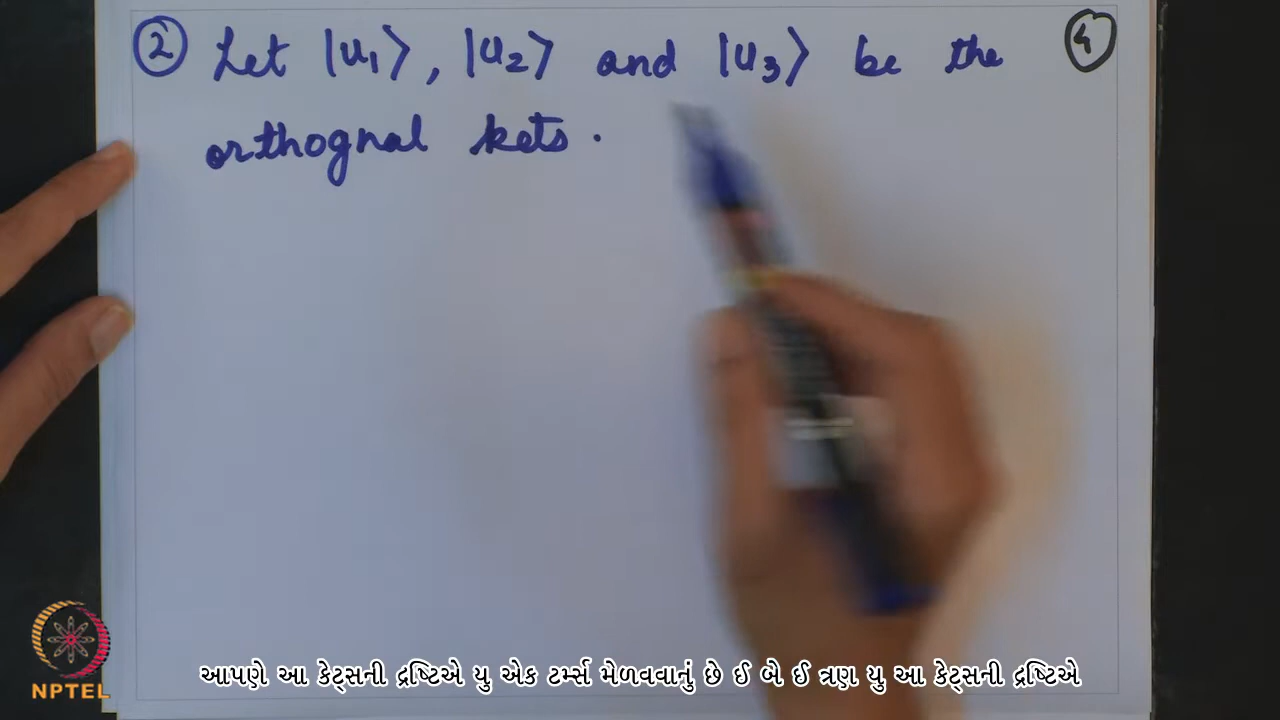 ② Let |u₁⟩, |u₂⟩ and |u₃⟩ be the ④
orthognal kets.
NPTEL
આપણે આ કેટ્સની દ્રષ્ટિએ યુ એક ટર્મ્સ મેળવવાનું છે ઈ બે ઈ ત્રણ યુ આ કેટ્સની દ્રષ્ટિએ